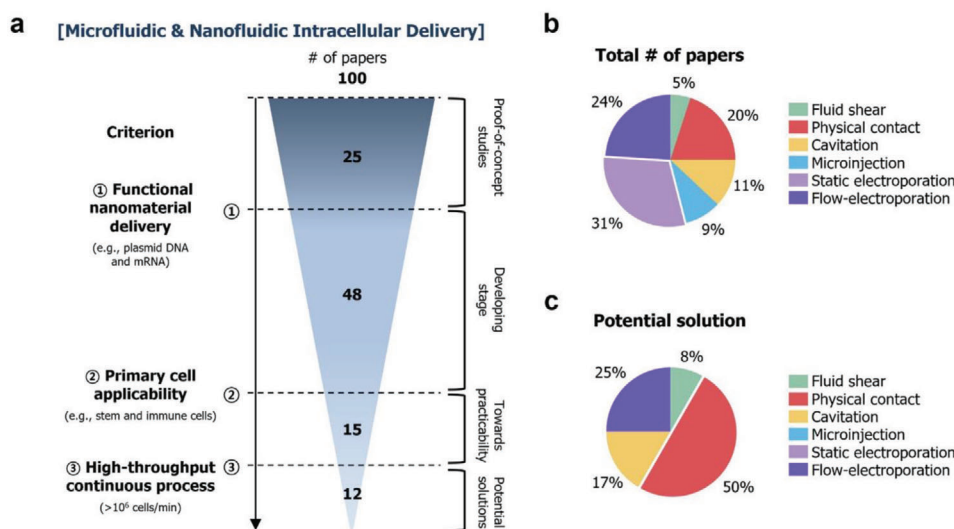 a
[Microfluidic & Nanofluidic Intracellular Delivery]
# of papers
100
Criterion
① Functional
nanomaterial
delivery
(e.g., plasmid DNA
and mRNA)
② Primary cell
applicability
(e.g., stem and immune cells)
③ High-throughput
continuous process
(>10⁶ cells/min)
①
②
③
25
48
15
12
Proof-of-concept
studies
Developing
stage
Towards
practicability
Potential
solutions
b
Total # of papers
5%
20%
11%
9%
31%
24%
Fluid shear
Physical contact
Cavitation
Microinjection
Static electroporation
Flow-electroporation
c
Potential solution
8%
50%
17%
25%
Fluid shear
Physical contact
Cavitation
Microinjection
Static electroporation
Flow-electroporation